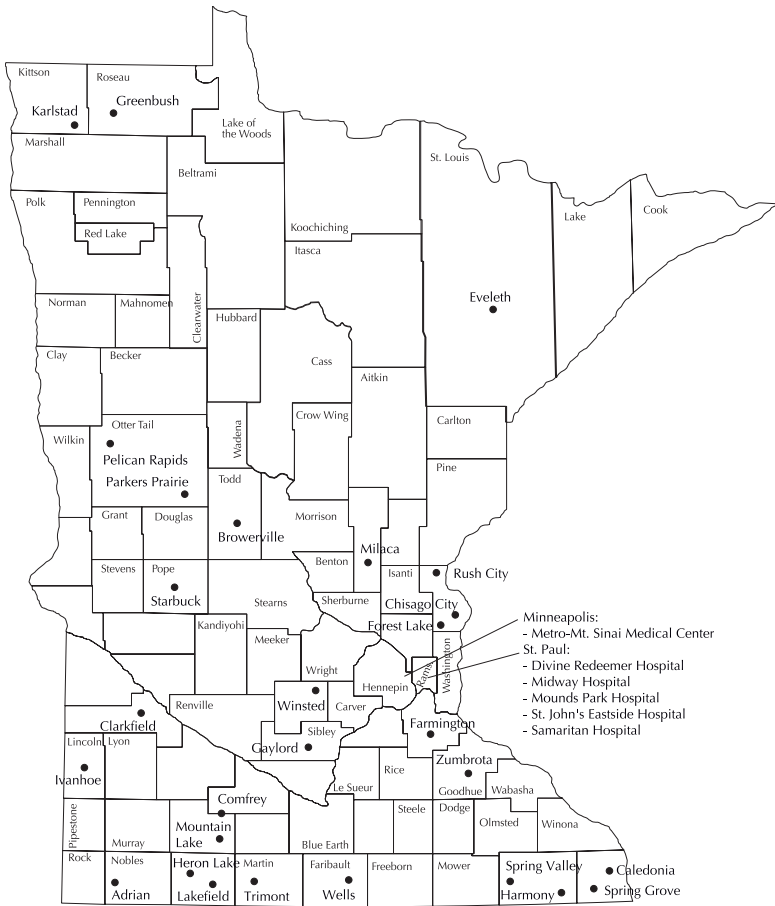 Kittson
Roseau
Karlstad
Greenbush
Lake of
the Woods
Marshall
St. Louis
Beltrami
Polk
Pennington
Lake
Cook
Red Lake
Koochiching
Itasca
Norman
Mahnomen
Clearwater
Eveleth
Hubbard
Clay
Becker
Cass
Aitkin
Otter Tail
Crow Wing
Carlton
Wilkin
Wadena
Pelican Rapids
Pine
Parkers Prairie
Todd
Grant
Douglas
Morrison
Browerville
Milaca
Stevens
Pope
Benton
Isanti
Rush City
Starbuck
Stearns
Sherburne
Chisago City
Kandiyohi
Forest Lake
Meeker
Washington
Wright
Rams
Hennepin
Minneapolis:
- Metro-Mt. Sinai Medical Center
St. Paul:
- Divine Redeemer Hospital
- Midway Hospital
- Mounds Park Hospital
- St. John's Eastside Hospital
- Samaritan Hospital
Renville
Winsted
Carver
Clarkfield
Sibley
Farmington
Lincoln
Lyon
Gaylord
Ivanhoe
Rice
Zumbrota
Le Sueur
Goodhue
Wabasha
Comfrey
Pipestone
Steele
Dodge
Mountain
Lake
Olmsted
Winona
Murray
Blue Earth
Rock
Nobles
Heron Lake
Martin
Faribault
Freeborn
Mower
Spring Valley
Caledonia
Adrian
Lakefield
Trimont
Wells
Harmony
Spring Grove